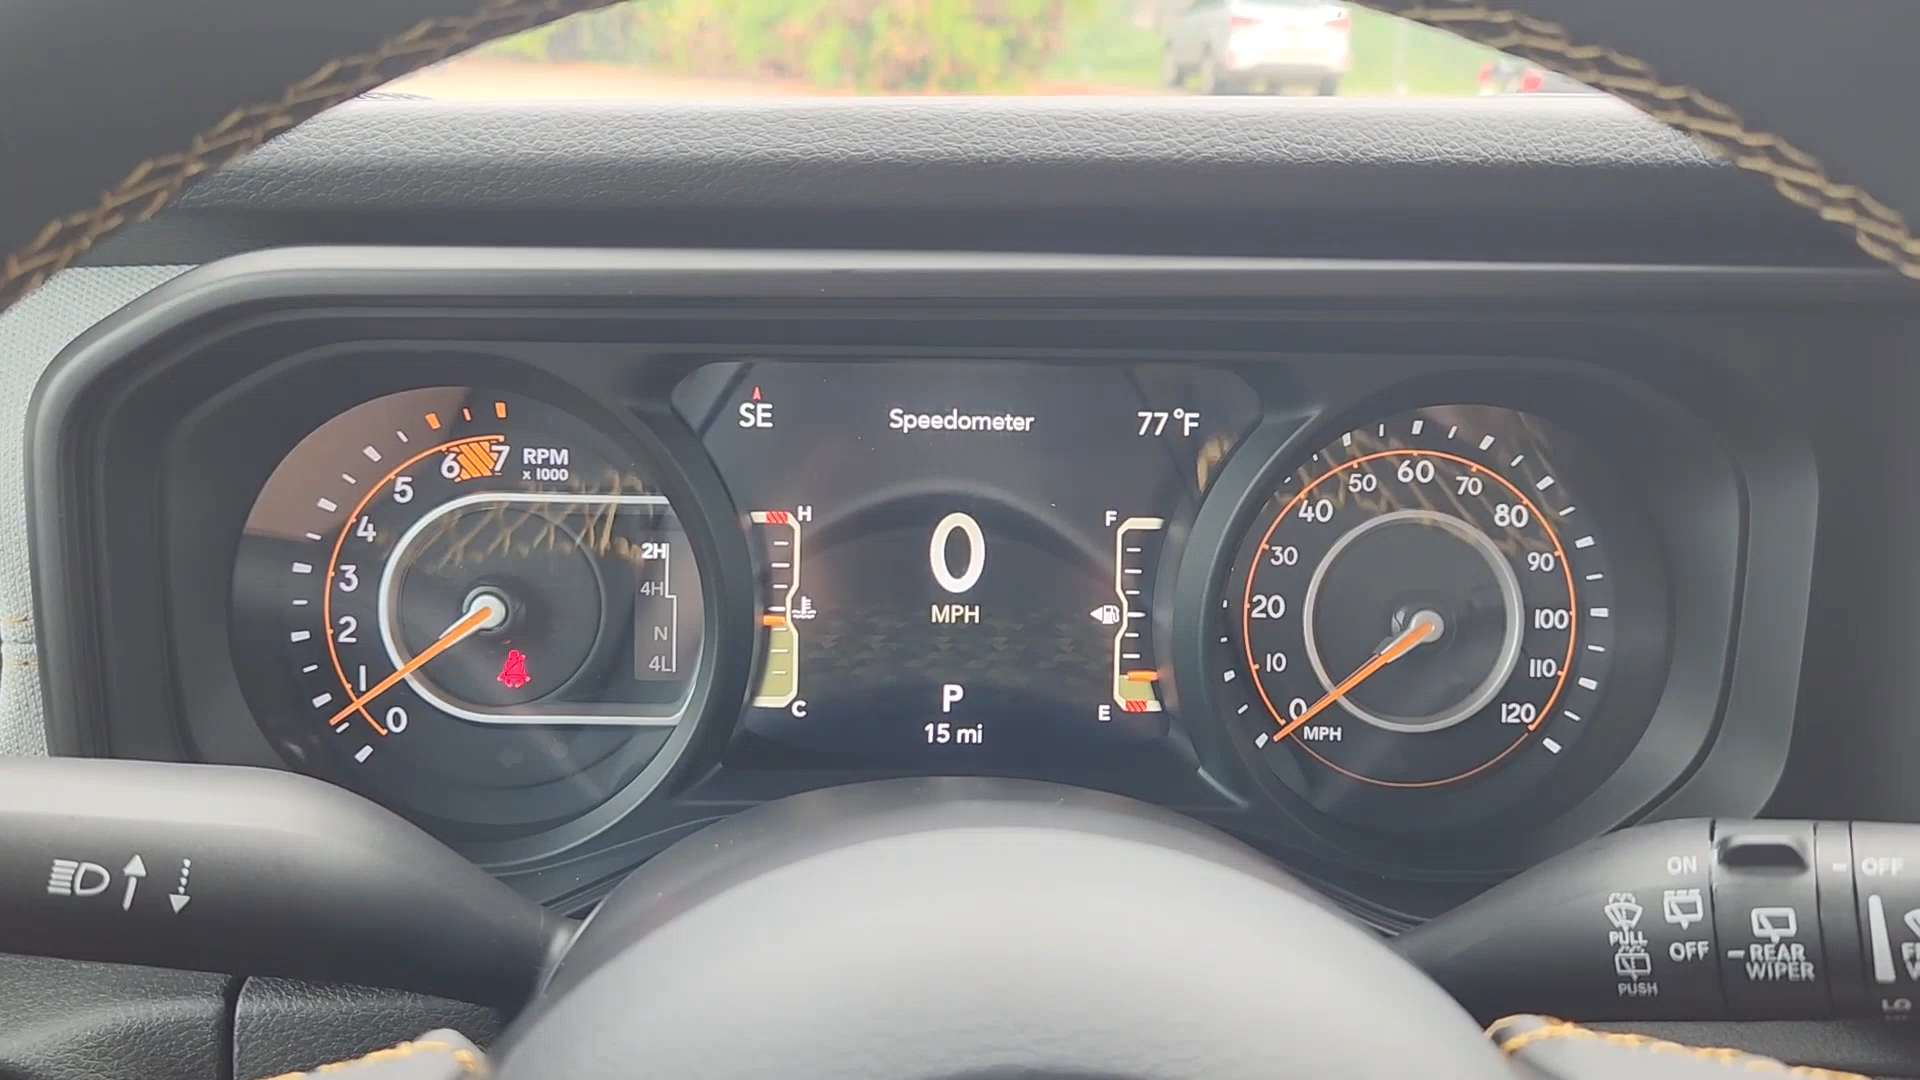 SE
Speedometer
77°F
7
6
5
4
3
2
1
0
RPM
x 1000
2H
4H
N
4L
H
C
0
MPH
P
15 mi
F
E
0
10
20
30
40
50
60
70
80
90
100
110
120
MPH
ON
OFF
PULL
PUSH
- REAR
WIPER
- OFF
LO